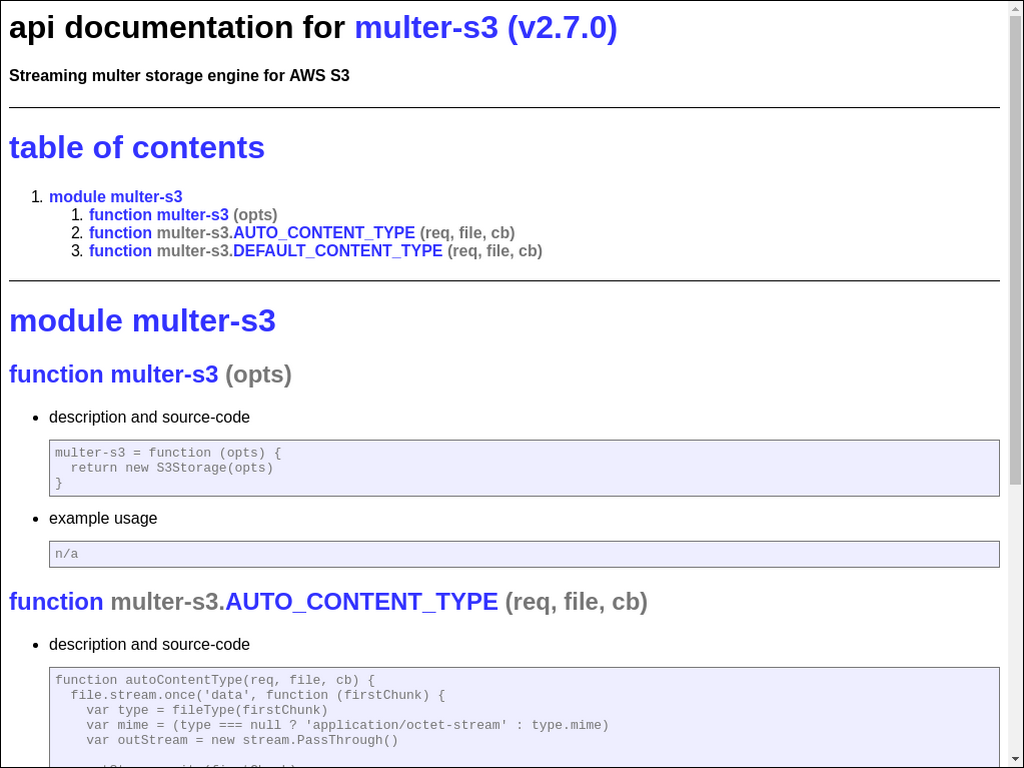 api documentation for multer-s3 (v2.7.0)
Streaming multer storage engine for AWS S3
table of contents
1. module multer-s3
1. function multer-s3 (opts)
2. function multer-s3.AUTO_CONTENT_TYPE (req, file, cb)
3. function multer-s3.DEFAULT_CONTENT_TYPE (req, file, cb)
module multer-s3
function multer-s3 (opts)
• description and source-code
multer-s3 = function (opts) {
  return new S3Storage(opts)
}
• example usage
n/a
function multer-s3.AUTO_CONTENT_TYPE (req, file, cb)
• description and source-code
function autoContentType(req, file, cb) {
  file.stream.once('data', function (firstChunk) {
    var type = fileType(firstChunk)
    var mime = (type === null ? 'application/octet-stream' : type.mime)
    var outStream = new stream.PassThrough()